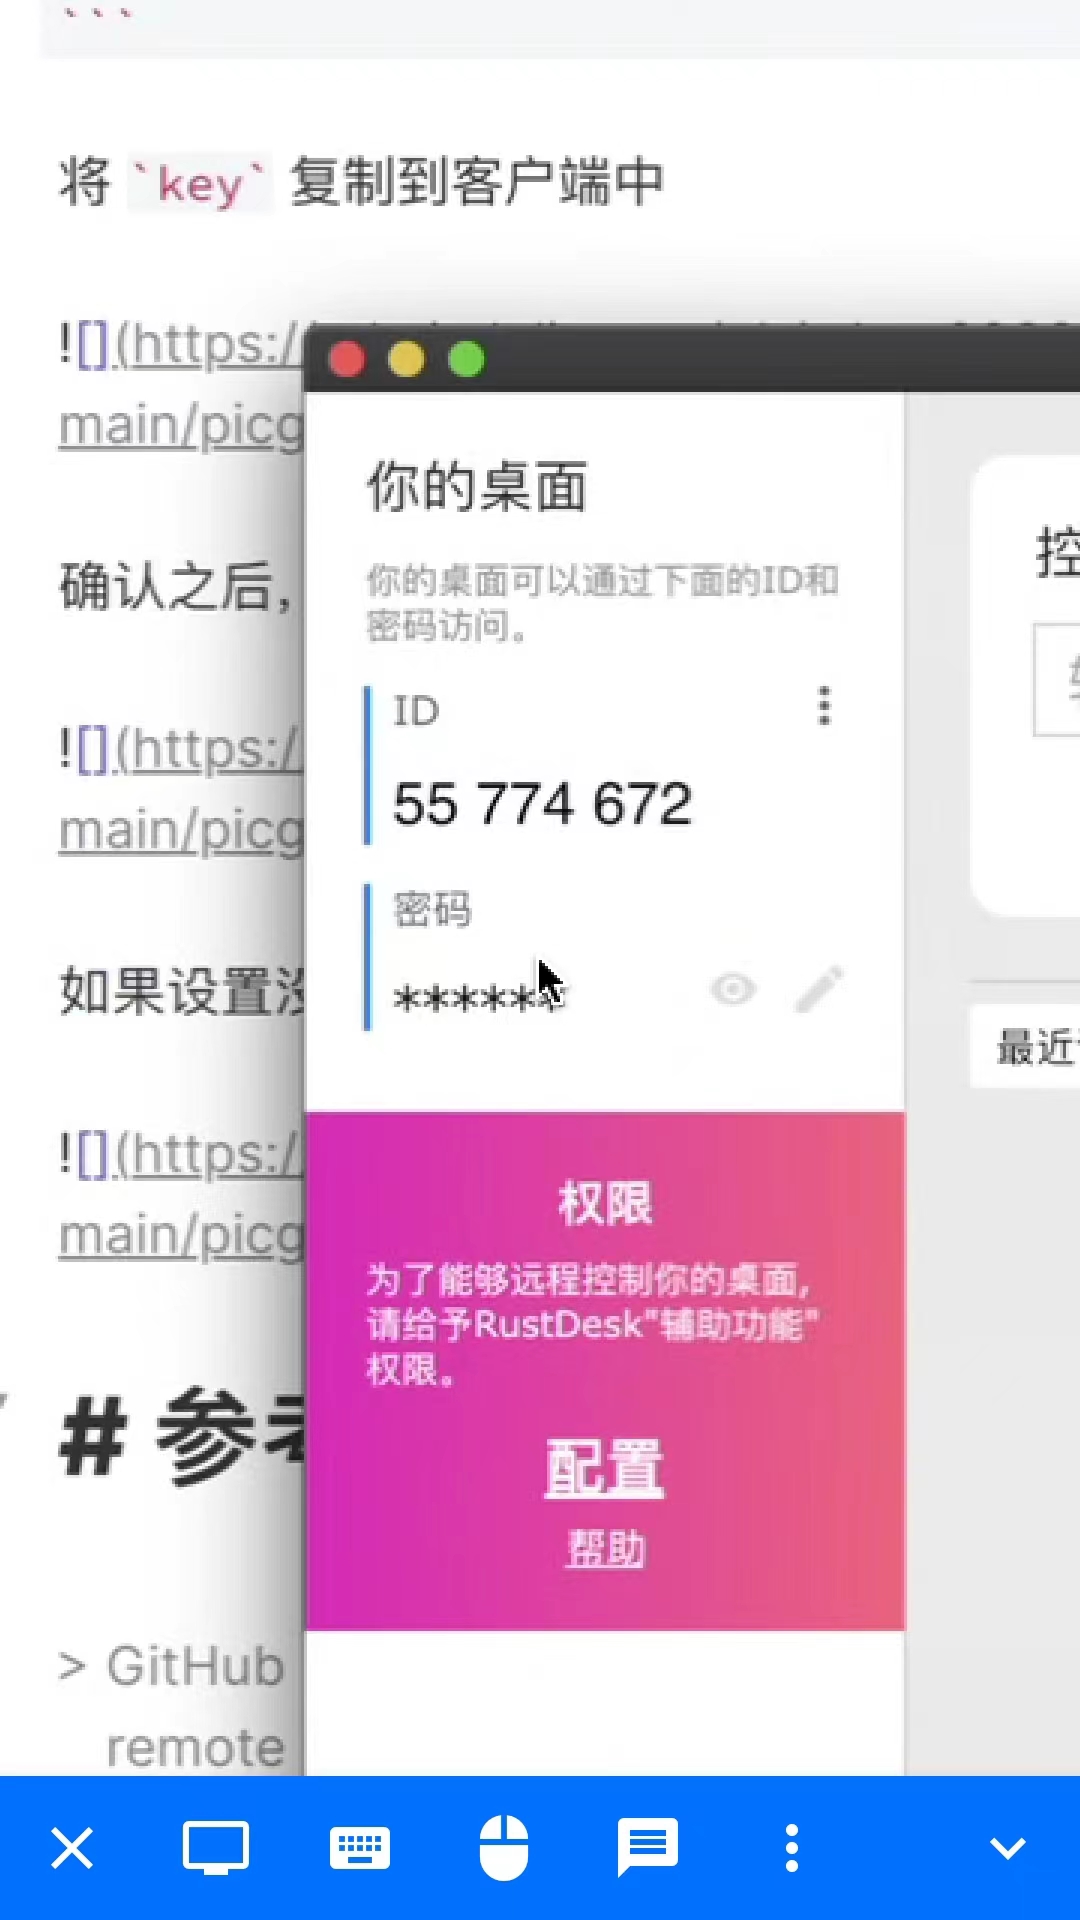 ```
将 `key` 复制到客户端中
![](https:/
main/picg
确认之后，
![](https:/
main/picg
如果设置
![](https:/
main/picg
# 参
> GitHub
remote
你的桌面
你的桌面可以通过下面的ID和
密码访问。
ID
55 774 672
密码
******
权限
为了能够远程控制你的桌面，
请给予RustDesk"辅助功能"
权限。
配置
帮助
控
最近